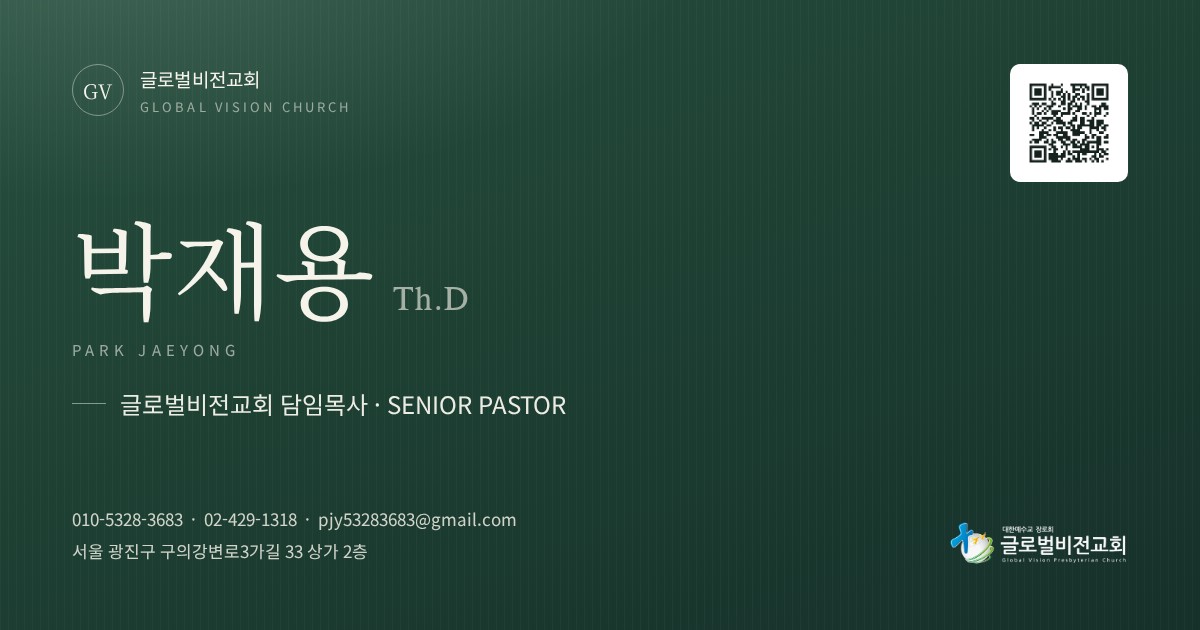 GV
글로벌비전교회
GLOBAL VISION CHURCH
박재용 Th.D
PARK JAEYONG
글로벌비전교회 담임목사 · SENIOR PASTOR
010-5328-3683 · 02-429-1318 · pjy53283683@gmail.com
서울 광진구 구의강변로3가길 33 상가 2층
대한예수교 장로회
글로벌비전교회
Global Vision Presbyterian Church